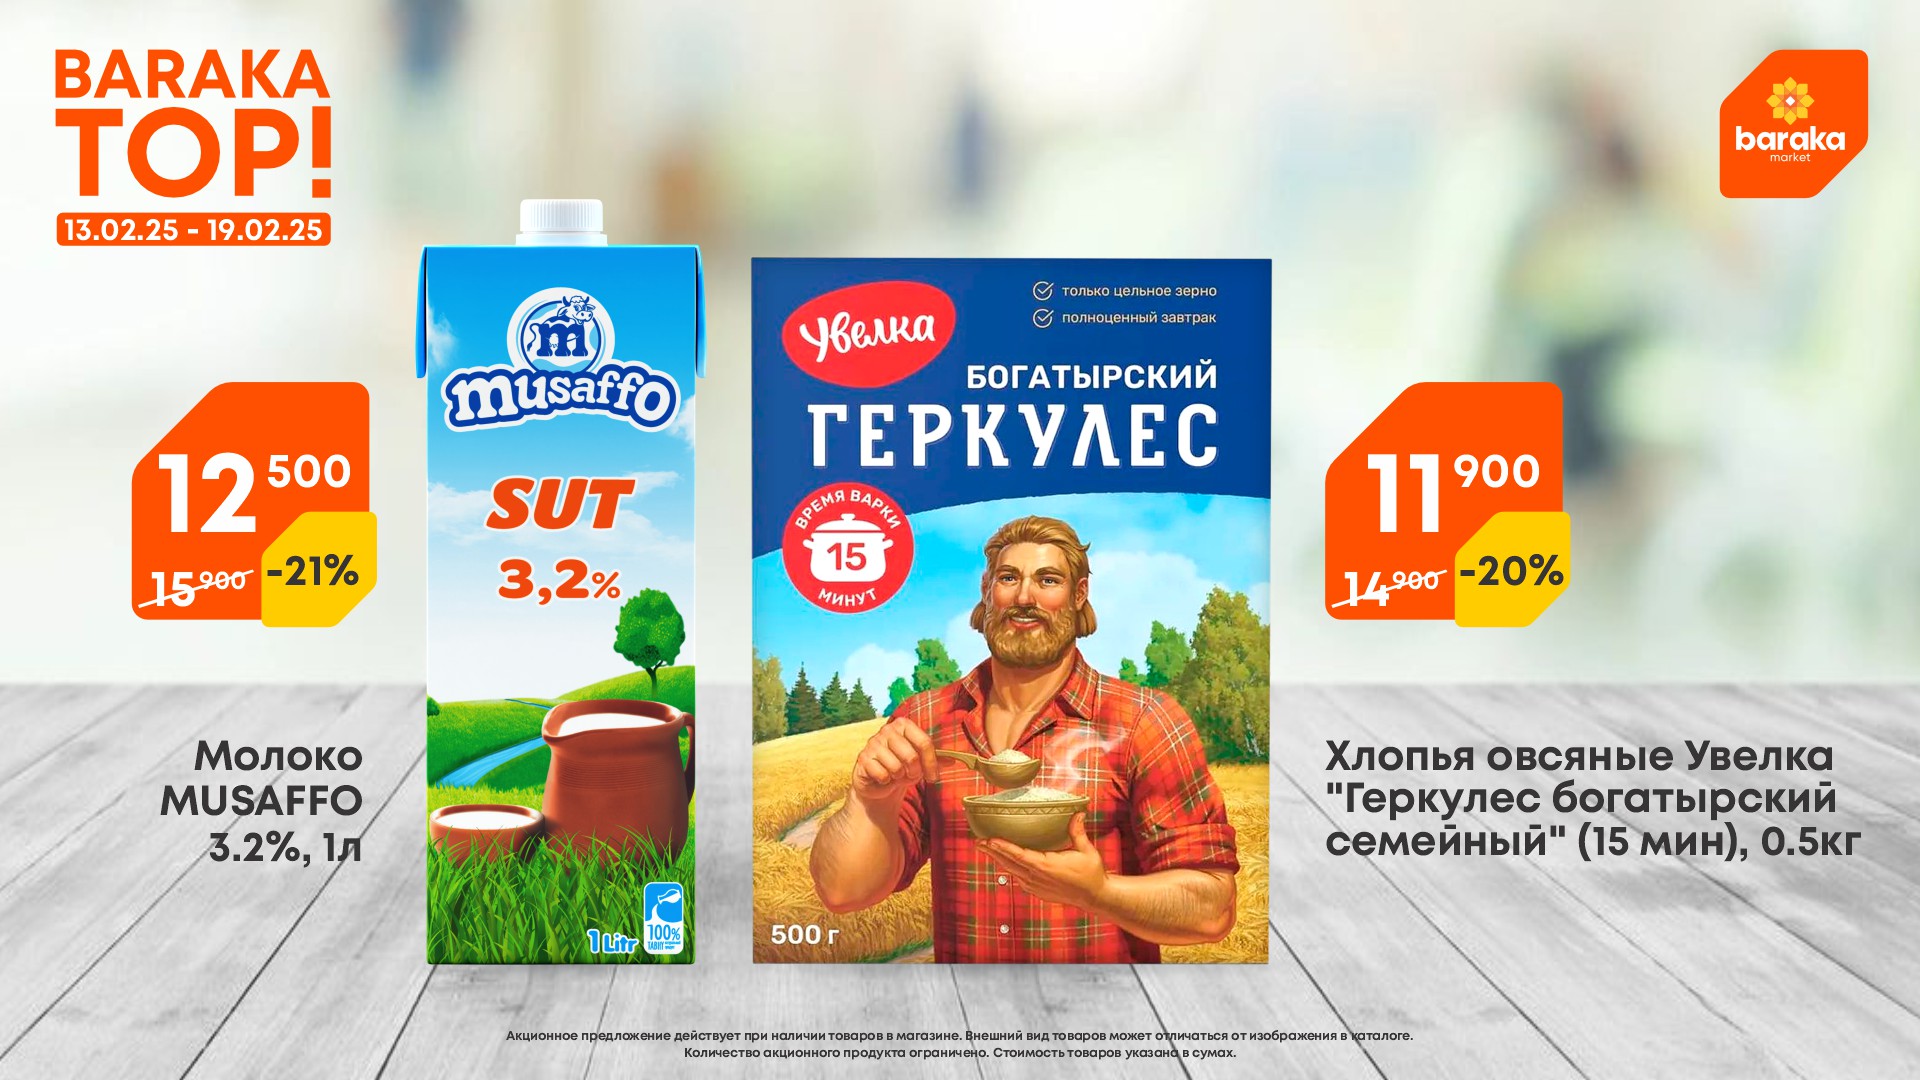 BARAKA
TOP!
13.02.25 - 19.02.25
baraka
market
12 500
15 900
-21%
Молоко
MUSAFFO
3.2%, 1л
m
musaffo
SUT
3,2%
1 Litr
100%
Увелка
только цельное зерно
полноценный завтрак
БОГАТЫРСКИЙ
ГЕРКУЛЕС
ВРЕМЯ ВАРКИ
15
МИНУТ
500 г
11 900
14 900
-20%
Хлопья овсяные Увелка
"Геркулес богатырский
семейный" (15 мин), 0.5кг
Акционное предложение действует при наличии товаров в магазине. Внешний вид товаров может отличаться от изображения в каталоге.
Количество акционного продукта ограничено. Стоимость товаров указана в сумах.